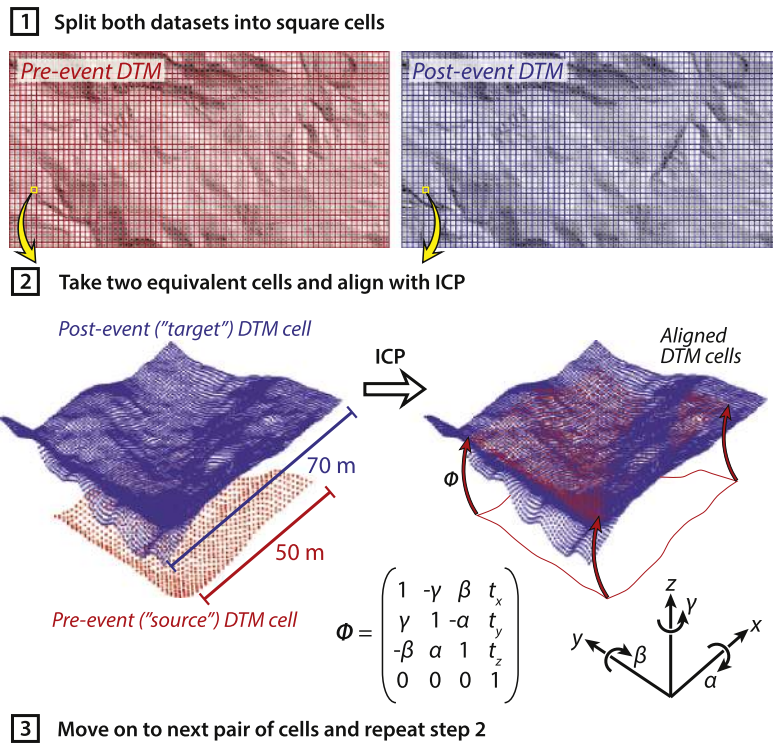 1 Split both datasets into square cells
Pre-event DTM
Post-event DTM
2 Take two equivalent cells and align with ICP
Post-event ("target") DTM cell
ICP
Aligned
DTM cells
70 m
50 m
Φ
Pre-event ("source") DTM cell
Φ =
1 -γ β tx
γ 1 -α ty
-β α 1 tz
0 0 0 1
z
γ
y
β
x
α
3 Move on to next pair of cells and repeat step 2